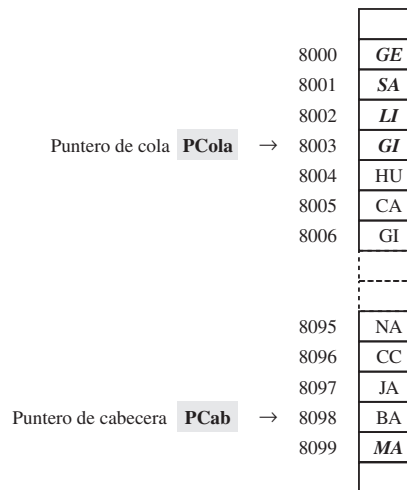 8000 GE
8001 SA
8002 LI
Puntero de cola PCola → 8003 GI
8004 HU
8005 CA
8006 GI
8095 NA
8096 CC
8097 JA
Puntero de cabecera PCab → 8098 BA
8099 MA